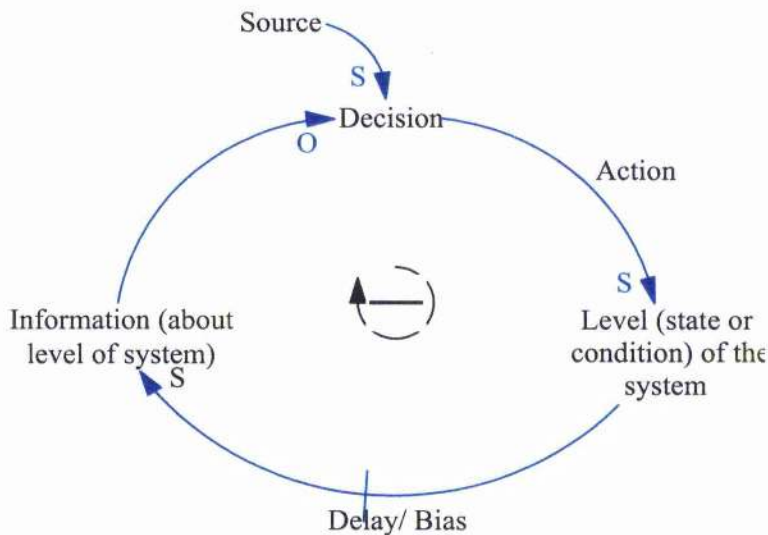 Source
S
Decision
O
Action
S
Information (about
level of system)
S
Level (state or
condition) of the
system
Delay/ Bias